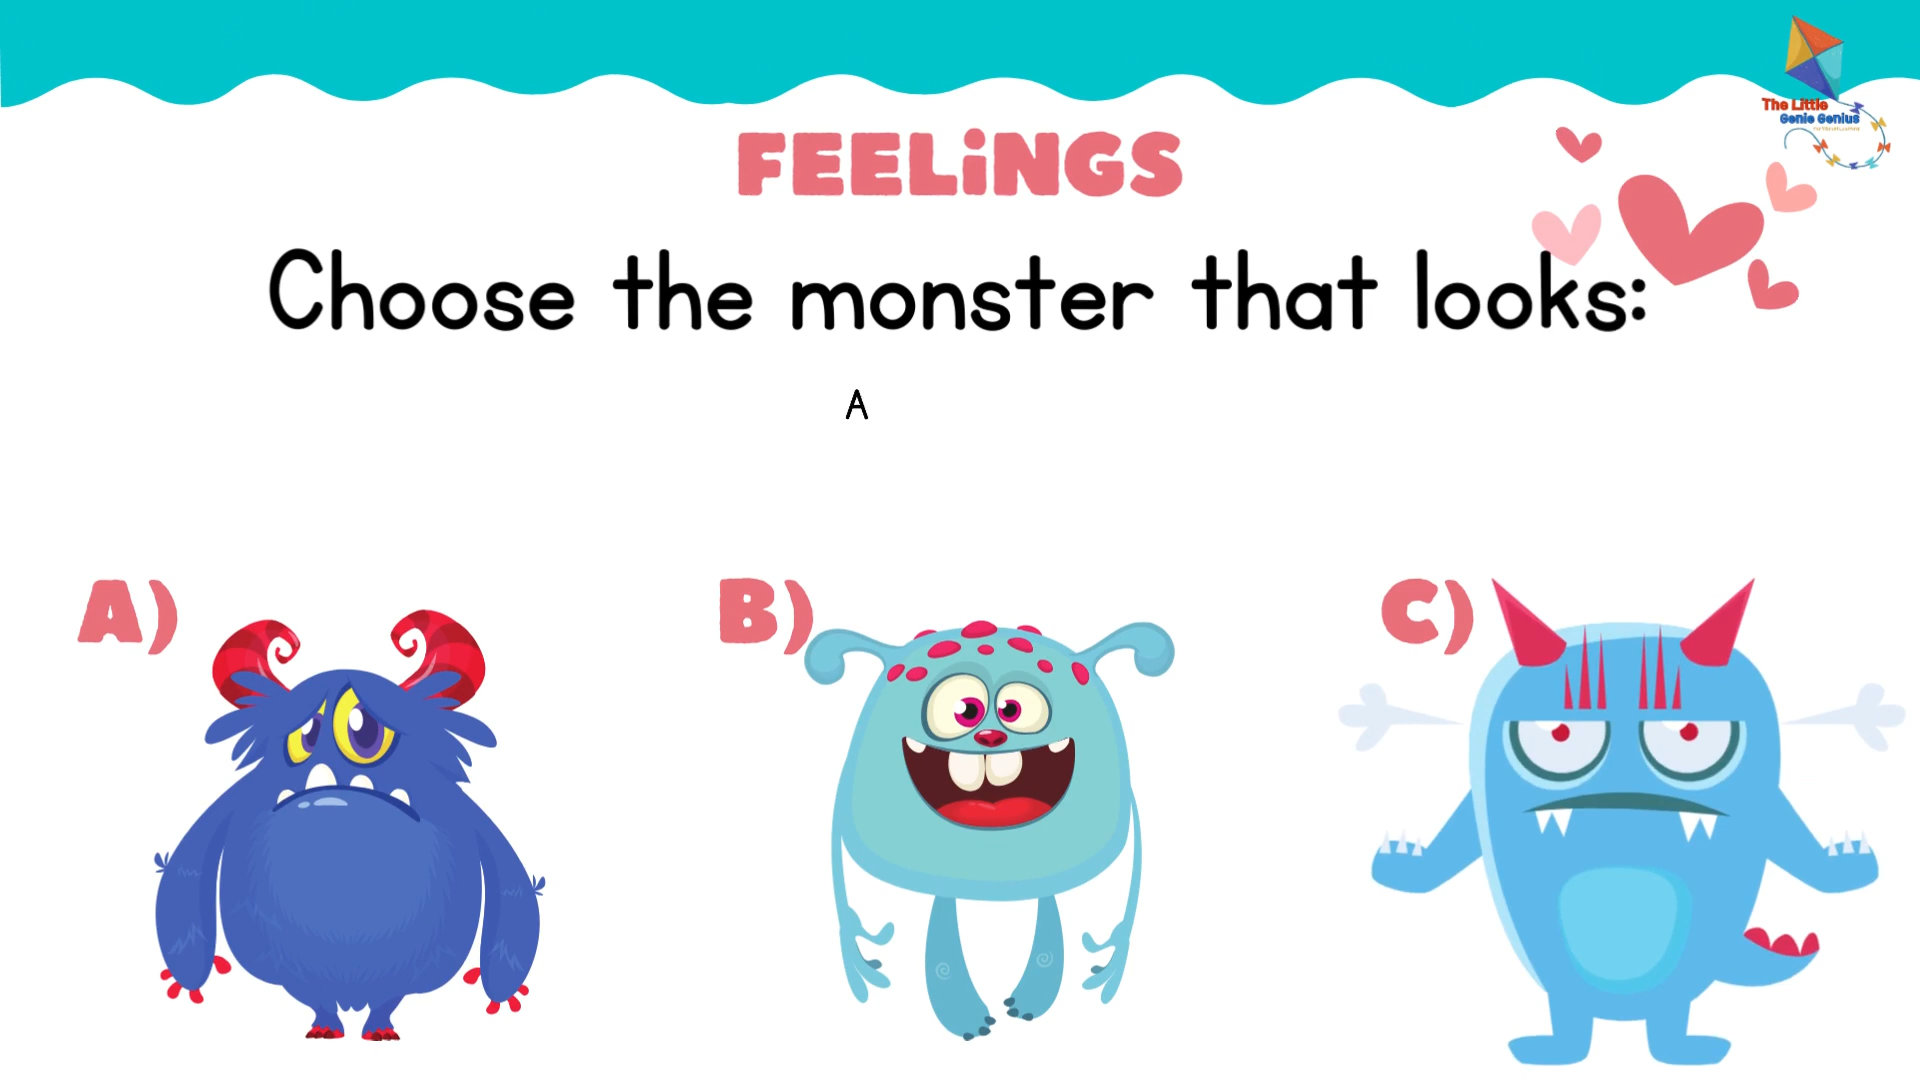 The Little
Genie Genius
FEELiNGS
Choose the monster that looks:
A
A)
B)
C)